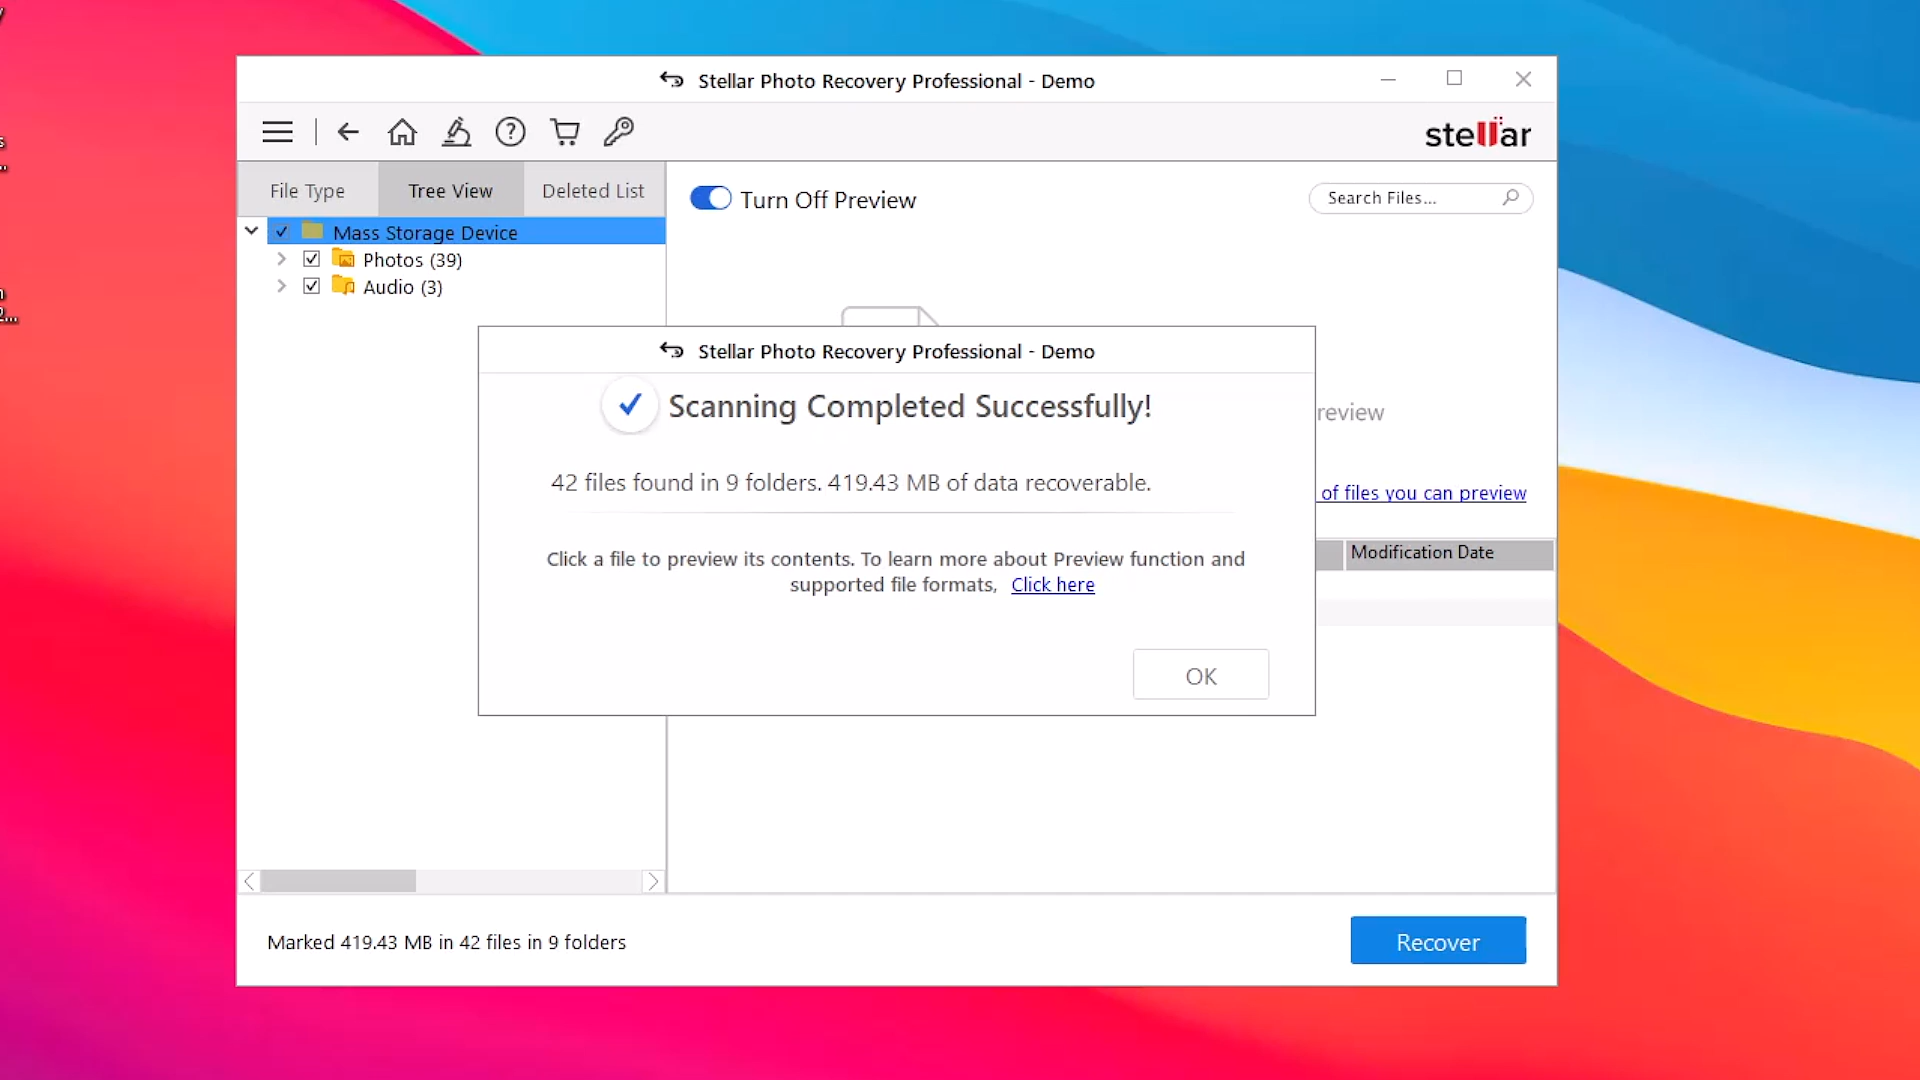 Stellar Photo Recovery Professional - Demo
stellar
File Type
Tree View
Deleted List
Turn Off Preview
Search Files...
Mass Storage Device
Photos (39)
Audio (3)
Stellar Photo Recovery Professional - Demo
Scanning Completed Successfully!
review
42 files found in 9 folders. 419.43 MB of data recoverable.
of files you can preview
Click a file to preview its contents. To learn more about Preview function and
supported file formats, Click here
Modification Date
OK
Marked 419.43 MB in 42 files in 9 folders
Recover